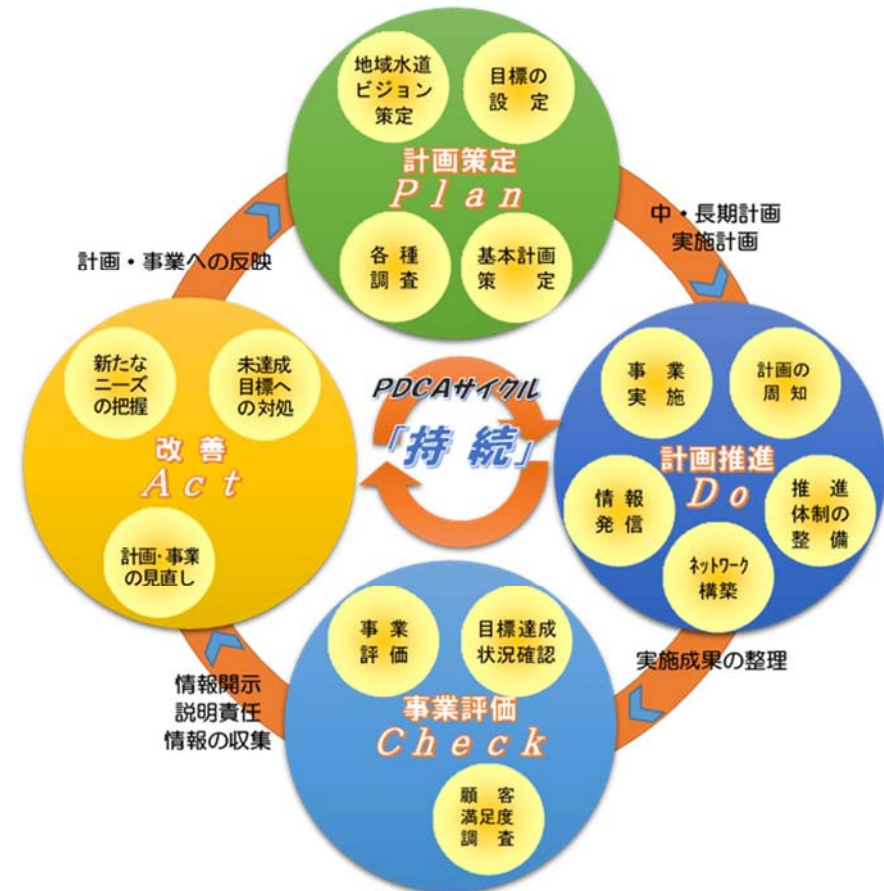 地域水道
ビジョン
策定
目標の
設 定
計画策定
Plan
各 種
調 査
基本計画
策 定
中・長期計画
実施計画
計画・事業への反映
新たな
ニーズ
の把握
未達成
目標へ
の対処
改 善
Act
計画・事業
の見直し
PDCAサイクル
「持 続」
事 業
実 施
計画の
周 知
計画推進
Do
情 報
発 信
推 進
体制の
整 備
ネットワーク
構築
実施成果の整理
情報開示
説明責任
情報の収集
事 業
評 価
目標達成
状況確認
事業評価
Check
顧 客
満足度
調 査